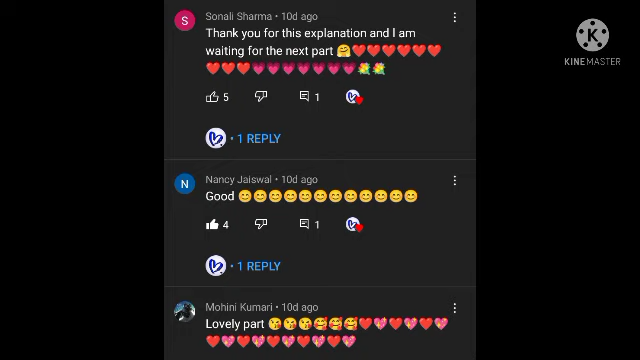 S Sonali Sharma • 10d ago
Thank you for this explanation and I am
waiting for the next part 🤗❤️❤️❤️❤️❤️❤️
❤️❤️❤️💗💗💗💗💗💗💗💐💐
5 1
• 1 REPLY
N Nancy Jaiswal • 10d ago
Good 😊😊😊😊😊😊😊😊😊😊😊😊
4 1
• 1 REPLY
Mohini Kumari • 10d ago
Lovely part 😘😘😘🥰🥰🥰❤️💖❤️💖❤️💖
❤️💖❤️💖❤️💖❤️💖❤️💖
K
KINEMASTER